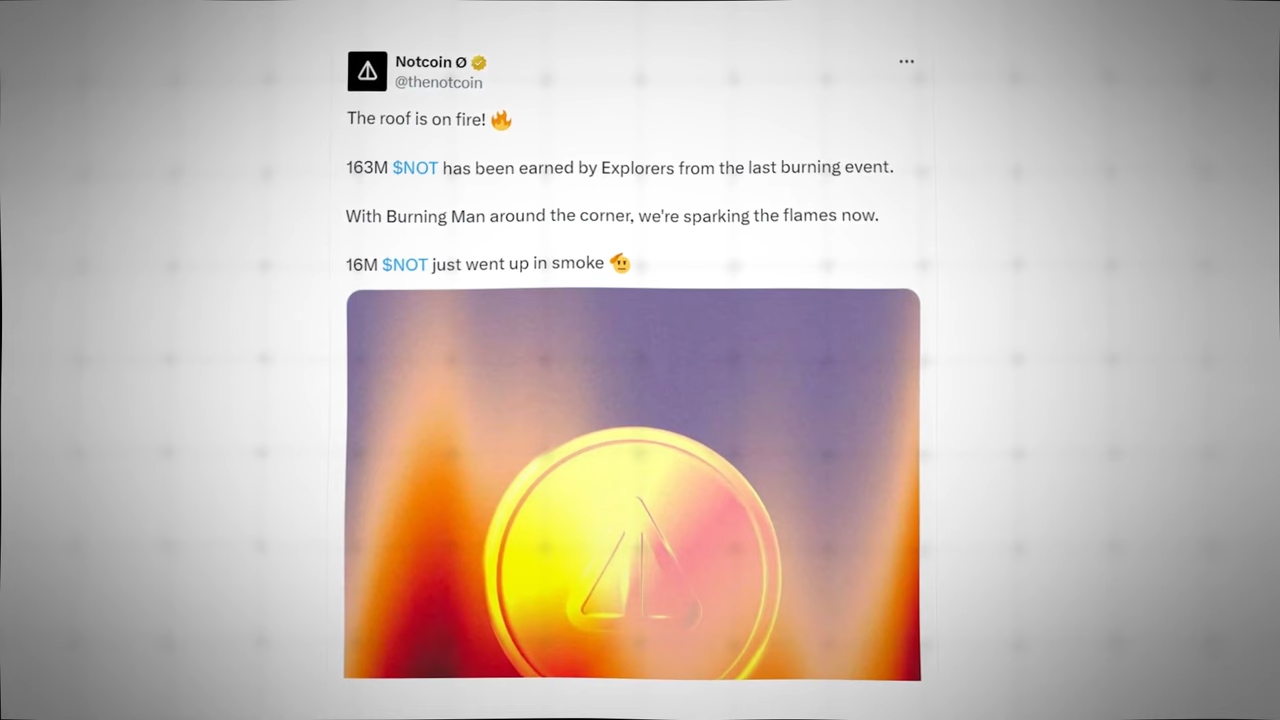 Notcoin Ø
@thenotcoin
The roof is on fire! 🔥
163M $NOT has been earned by Explorers from the last burning event.
With Burning Man around the corner, we're sparking the flames now.
16M $NOT just went up in smoke 🫡